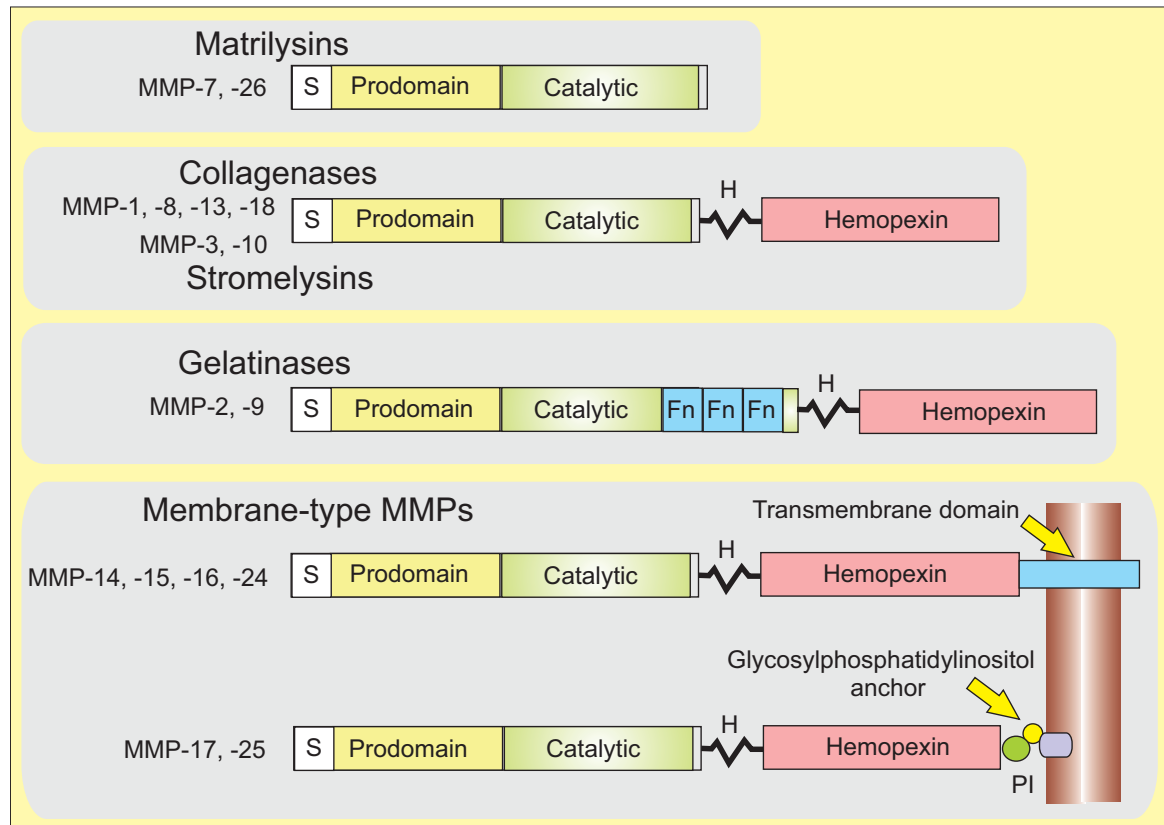 Matrilysins
MMP-7, -26
S Prodomain Catalytic
Collagenases
MMP-1, -8, -13, -18
MMP-3, -10
Stromelysins
S Prodomain Catalytic H Hemopexin
Gelatinases
MMP-2, -9
S Prodomain Catalytic Fn Fn Fn H Hemopexin
Membrane-type MMPs
Transmembrane domain
MMP-14, -15, -16, -24
S Prodomain Catalytic H Hemopexin
Glycosylphosphatidylinositol
anchor
MMP-17, -25
S Prodomain Catalytic H Hemopexin
PI